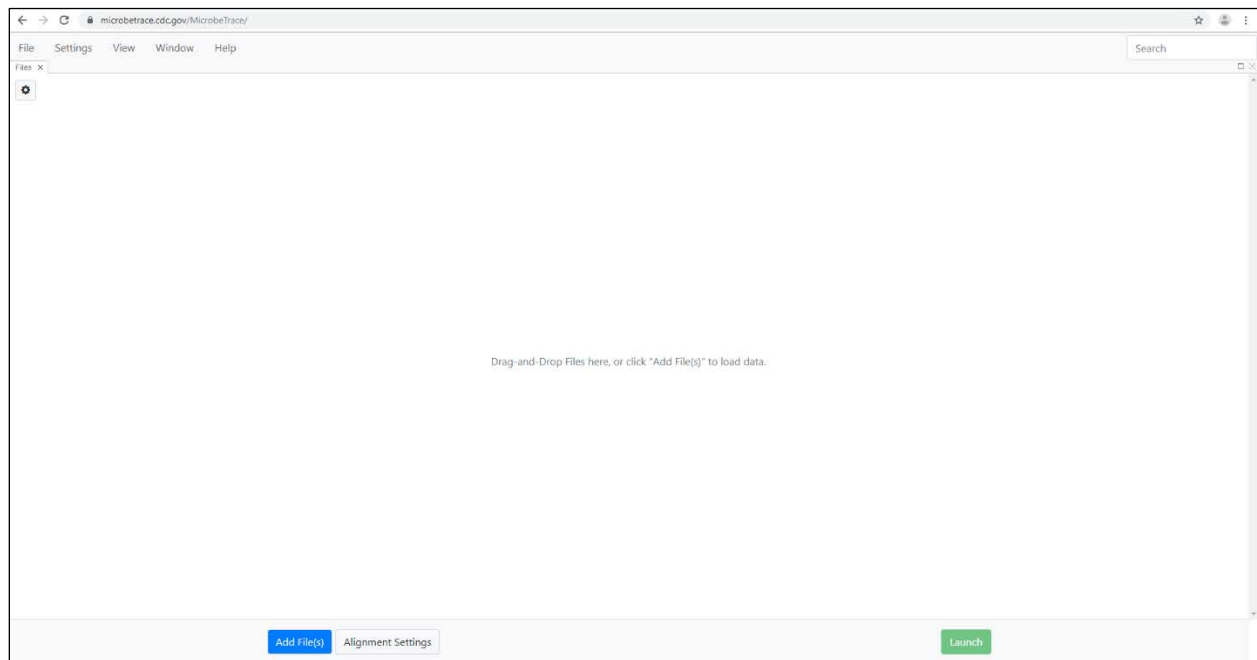 microbetrace.cdc.gov/MicrobeTrace/
File Settings View Window Help Search
Files
Drag-and-Drop Files here, or click "Add File(s)" to load data.
Add File(s) Alignment Settings Launch